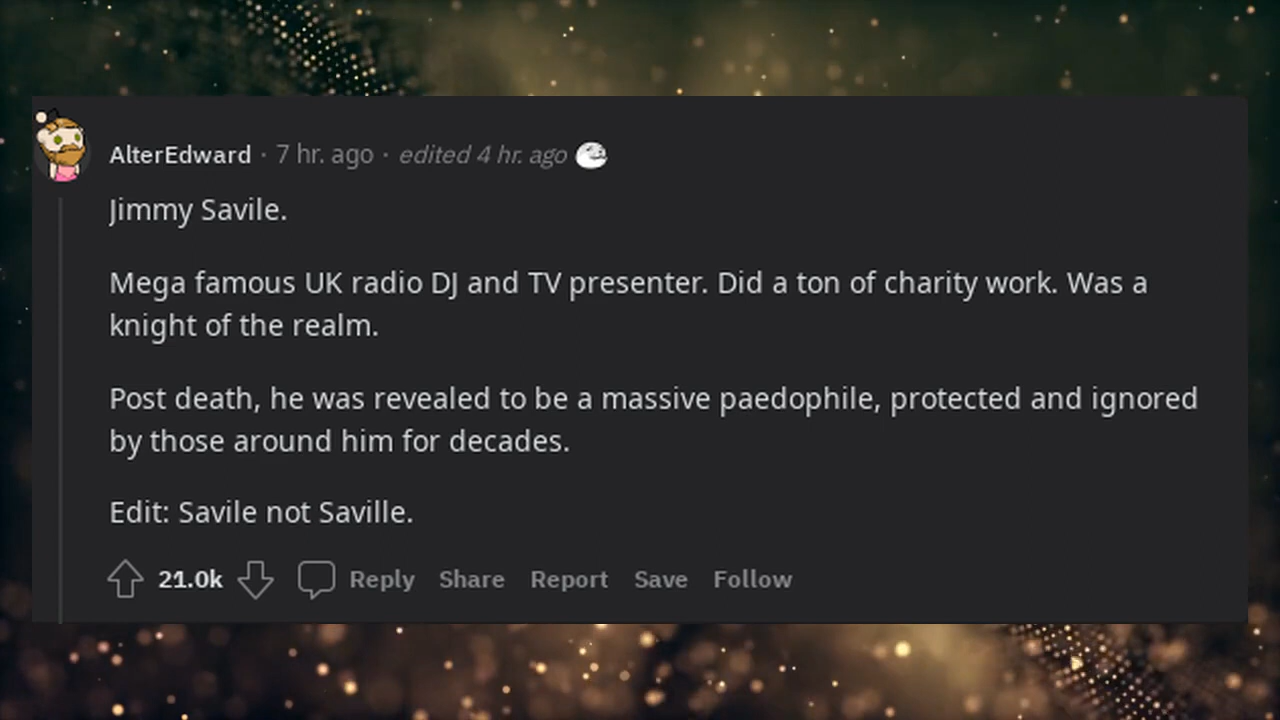 AlterEdward · 7 hr. ago · edited 4 hr. ago
Jimmy Savile.
Mega famous UK radio DJ and TV presenter. Did a ton of charity work. Was a
knight of the realm.
Post death, he was revealed to be a massive paedophile, protected and ignored
by those around him for decades.
Edit: Savile not Saville.
21.0k Reply Share Report Save Follow